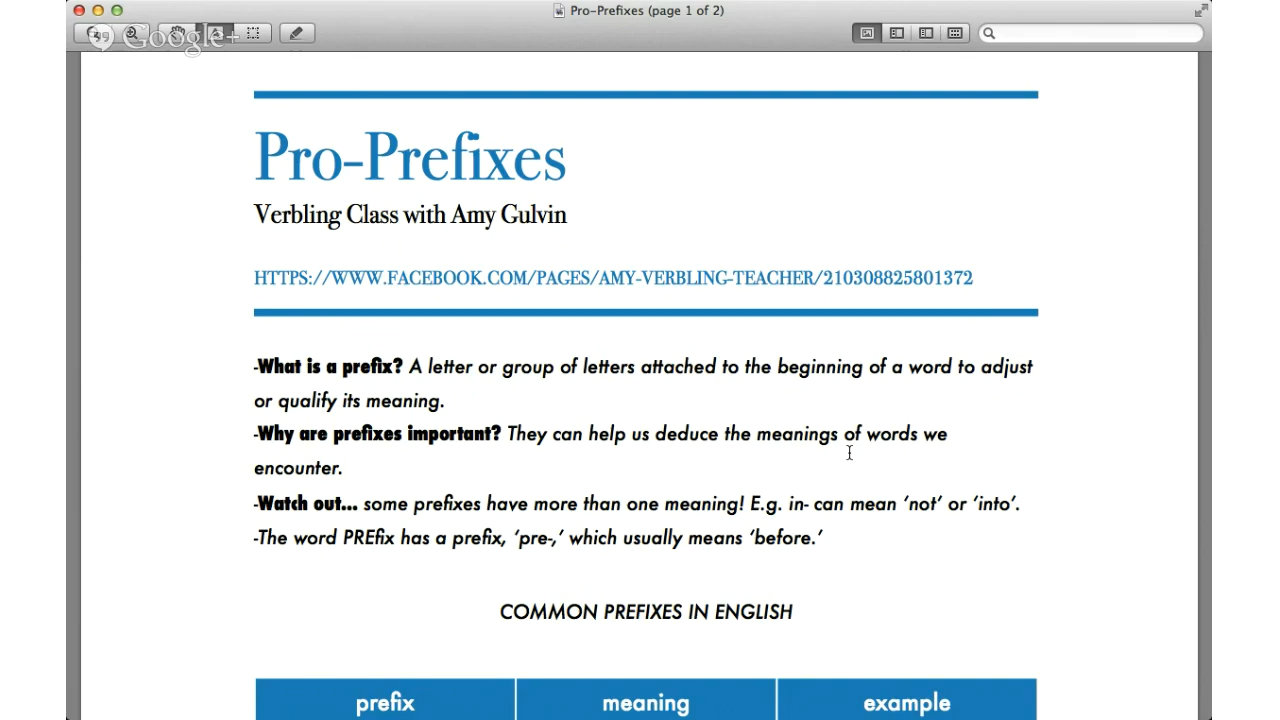 Pro-Prefixes (page 1 of 2)
Google+
Pro-Prefixes
Verbling Class with Amy Gulvin
HTTPS://WWW.FACEBOOK.COM/PAGES/AMY-VERBLING-TEACHER/210308825801372
-What is a prefix? A letter or group of letters attached to the beginning of a word to adjust
or qualify its meaning.
-Why are prefixes important? They can help us deduce the meanings of words we
encounter.
-Watch out... some prefixes have more than one meaning! E.g. in- can mean ‘not’ or ‘into’.
-The word PREfix has a prefix, ‘pre-,’ which usually means ‘before.’
COMMON PREFIXES IN ENGLISH
prefix meaning example